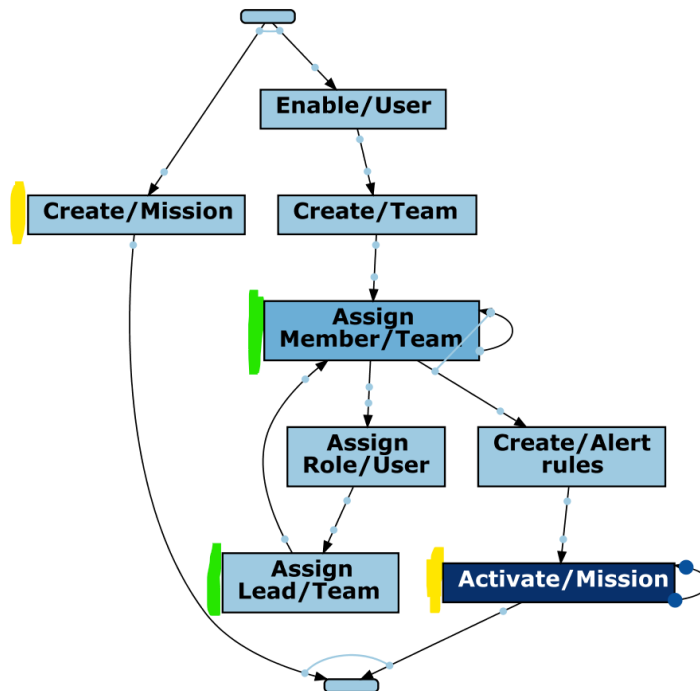 Enable/User
Create/Mission
Create/Team
Assign
Member/Team
Assign
Role/User
Create/Alert
rules
Assign
Lead/Team
Activate/Mission